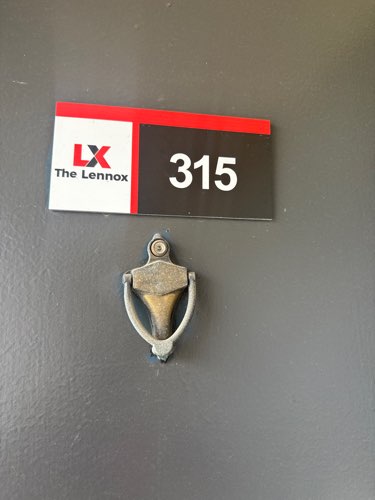 LX
The Lennox
315